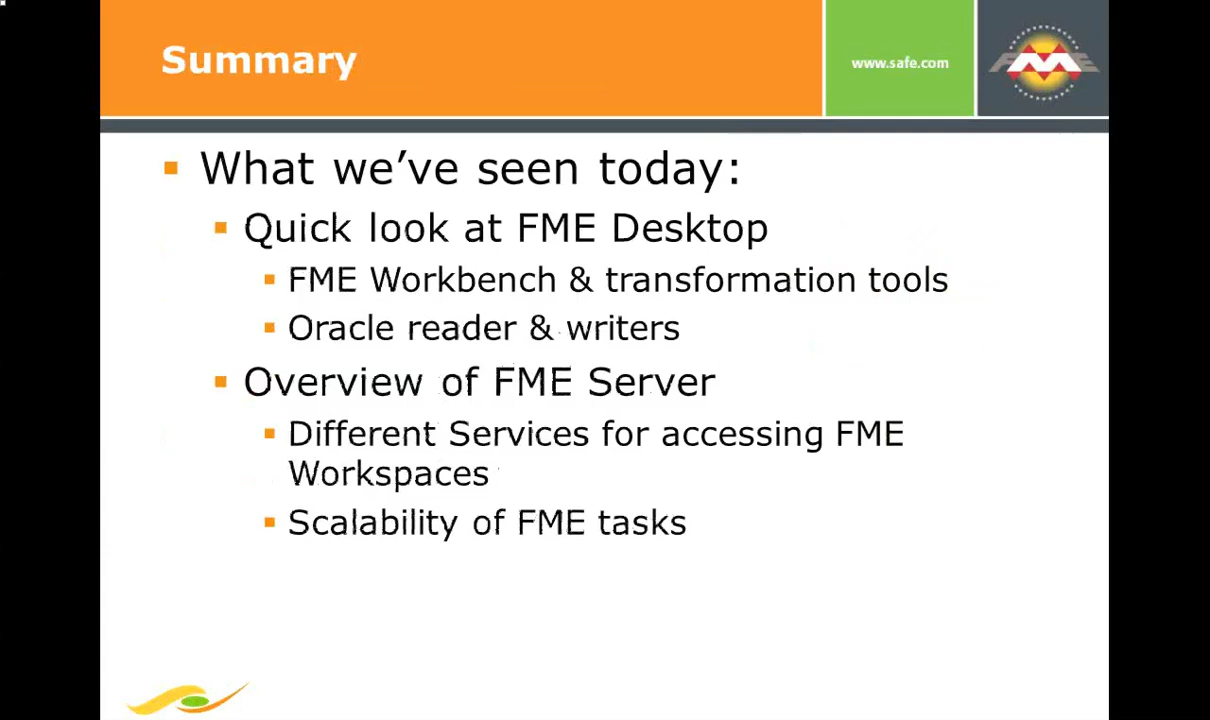 Summary
www.safe.com
FME
What we've seen today:
Quick look at FME Desktop
FME Workbench & transformation tools
Oracle reader & writers
Overview of FME Server
Different Services for accessing FME
Workspaces
Scalability of FME tasks